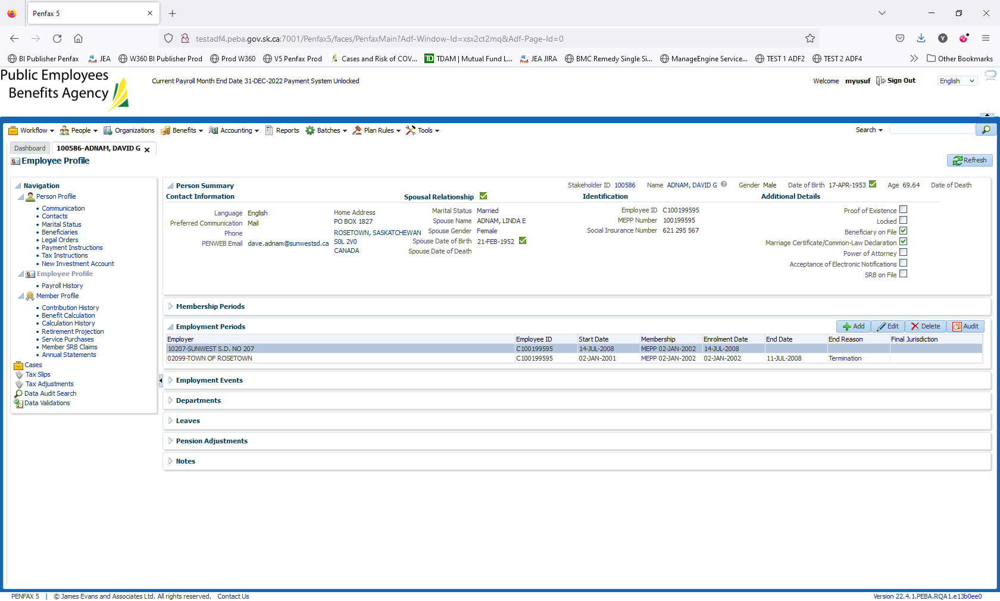 Penfax 5
testadf4.peba.gov.sk.ca:7001/Penfax5/faces/PenfaxMain?Adf-Window-Id=xsx2ct2mq&Adf-Page-Id=0
BI Publisher Penfax JEA W360 BI Publisher Prod Prod W360 V5 Penfax Prod Cases and Risk of COV... TD TDAM | Mutual Fund L... JEA JIRA BMC Remedy Single Si... ManageEngine Service... TEST 1 ADF2 TEST 2 ADF4 Other Bookmarks
Public Employees
Benefits Agency
Current Payroll Month End Date 31-DEC-2022 Payment System Unlocked
Welcome myusuf Sign Out English
Workflow People Organizations Benefits Accounting Reports Batches Plan Rules Tools Search
Dashboard 100586-ADNAM, DAVID G
Employee Profile
Refresh
Navigation
Person Profile
Communication
Contacts
Marital Status
Beneficiaries
Legal Orders
Payment Instructions
Tax Instructions
New Investment Account
Employee Profile
Payroll History
Member Profile
Contribution History
Benefit Calculation
Calculation History
Retirement Projection
Service Purchases
Member SRB Claims
Annual Statements
Cases
Tax Slips
Tax Adjustments
Data Audit Search
Data Validations
Person Summary
Stakeholder ID 100586 Name ADNAM, DAVID G Gender Male Date of Birth 17-APR-1953 Age 69.64 Date of Death
Contact Information
Language English
Preferred Communication Mail
Phone
PENWEB Email dave.adnam@sunwestsd.ca
Home Address
PO BOX 1827
ROSETOWN, SASKATCHEWAN
S0L 2V0
CANADA
Spousal Relationship
Marital Status Married
Spouse Name ADNAM, LINDA E
Spouse Gender Female
Spouse Date of Birth 21-FEB-1952
Spouse Date of Death
Identification
Employee ID C100199595
MEPP Number 100199595
Social Insurance Number 621 295 567
Additional Details
Proof of Existence
Locked
Beneficiary on File
Marriage Certificate/Common-Law Declaration
Power of Attorney
Acceptance of Electronic Notifications
SRB on File
Membership Periods
Employment Periods
Add Edit Delete Audit
Employer Employee ID Start Date Membership Enrolment Date End Date End Reason Final Jurisdiction
10207-SUNWEST S.D. NO 207 C100199595 14-JUL-2008 MEPP 02-JAN-2002 14-JUL-2008
02099-TOWN OF ROSETOWN C100199595 02-JAN-2001 MEPP 02-JAN-2002 02-JAN-2002 11-JUL-2008 Termination
Employment Events
Departments
Leaves
Pension Adjustments
Notes
PENFAX 5 | © James Evans and Associates Ltd. All rights reserved. Contact Us
Version 22.4.1.PEBA.RQA1.e13b0ee0